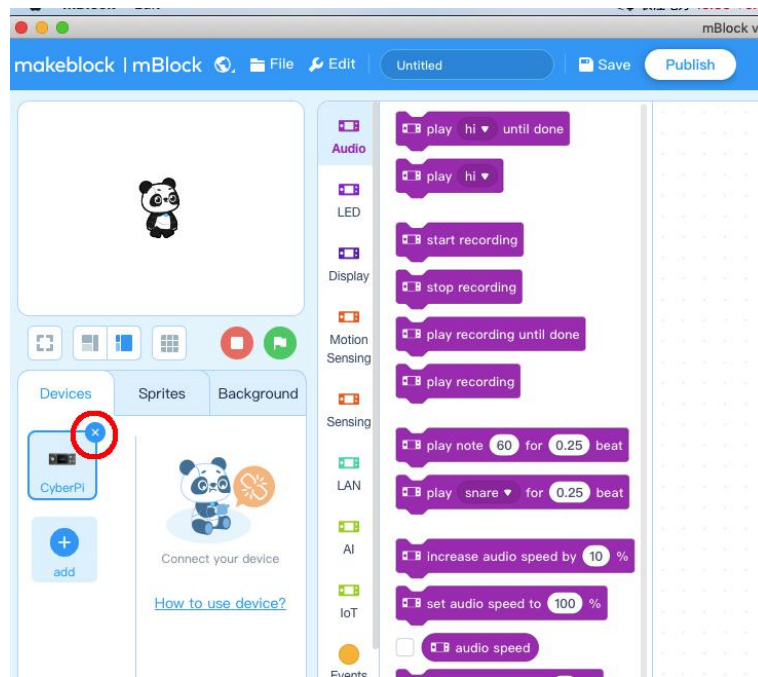 mBlock v
makeblock | mBlock File Edit Untitled Save Publish
Audio
LED
Display
Motion
Sensing
Sensing
LAN
AI
IoT
Events
play hi until done
play hi
start recording
stop recording
play recording until done
play recording
play note 60 for 0.25 beat
play snare for 0.25 beat
increase audio speed by 10 %
set audio speed to 100 %
audio speed
Devices Sprites Background
CyberPi
add
Connect your device
How to use device?